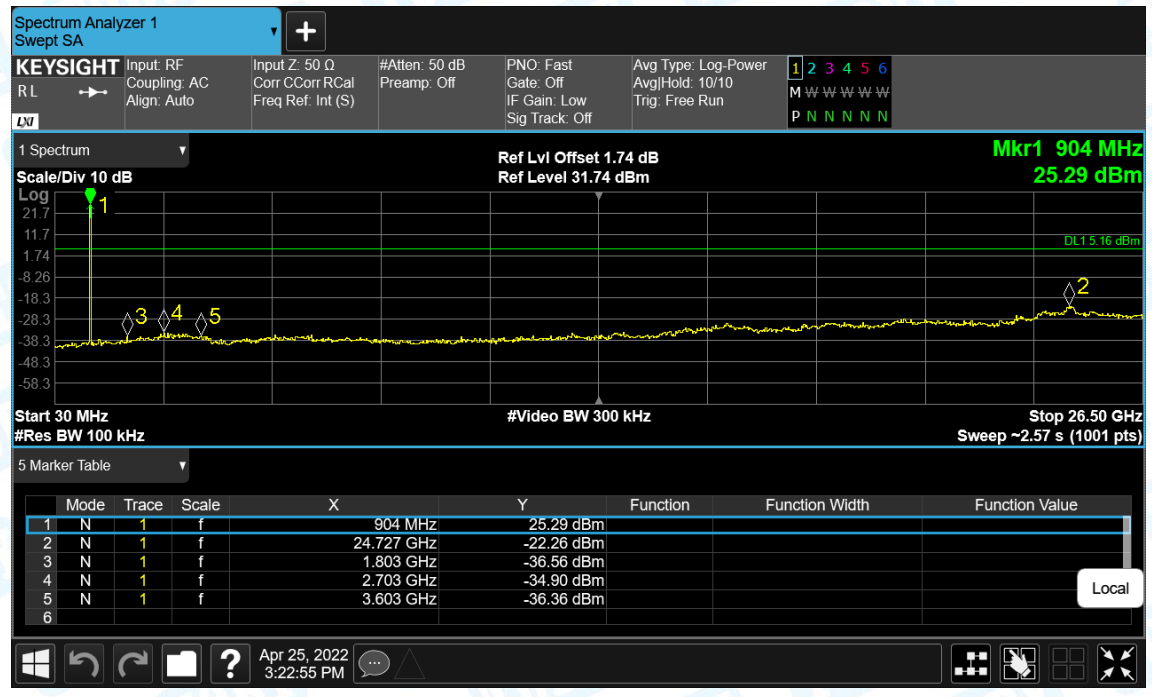 Spectrum Analyzer 1
Swept SA
+
KEYSIGHT
R L
LXI
Input: RF
Coupling: AC
Align: Auto
Input Z: 50 Ω
Corr CCorr RCal
Freq Ref: Int (S)
#Atten: 50 dB
Preamp: Off
PNO: Fast
Gate: Off
IF Gain: Low
Sig Track: Off
Avg Type: Log-Power
Avg|Hold: 10/10
Trig: Free Run
1 2 3 4 5 6
M W W W W W
P N N N N N
1 Spectrum
Scale/Div 10 dB
Ref Lvl Offset 1.74 dB
Ref Level 31.74 dBm
Mkr1 904 MHz
25.29 dBm
Log
21.7
11.7
1.74
-8.26
-18.3
-28.3
-38.3
-48.3
-58.3
1
DL1 5.16 dBm
2
3
4
5
Start 30 MHz
#Video BW 300 kHz
Stop 26.50 GHz
#Res BW 100 kHz
Sweep ~2.57 s (1001 pts)
5 Marker Table
Mode Trace Scale X Y Function Function Width Function Value
1 N 1 f 904 MHz 25.29 dBm
2 N 1 f 24.727 GHz -22.26 dBm
3 N 1 f 1.803 GHz -36.56 dBm
4 N 1 f 2.703 GHz -34.90 dBm
5 N 1 f 3.603 GHz -36.36 dBm
6
Local
?
Apr 25, 2022
3:22:55 PM